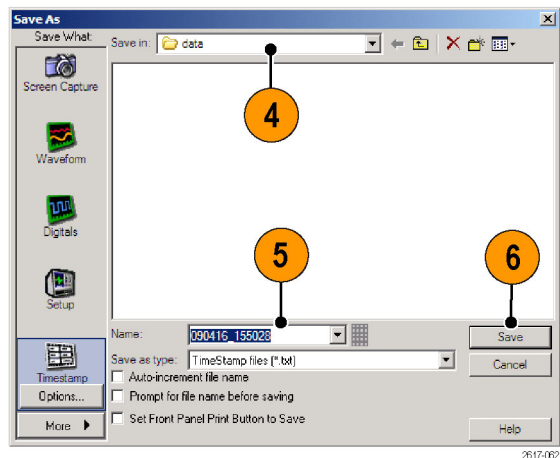 Save As
Save What:
Save in: data
Screen Capture
4
Waveform
Digitals
5
6
Setup
Name: 090416_155028
Save
Save as type: TimeStamp files (*.txt)
Cancel
Timestamp
Auto-increment file name
Options...
Prompt for file name before saving
Set Front Panel Print Button to Save
More
Help
2617-062